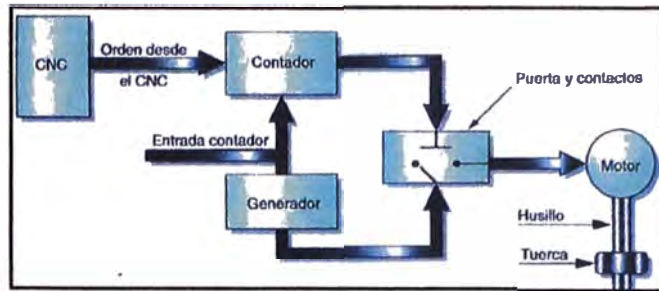 CNC
Orden desde
el CNC
Contador
Puerta y contactos
Entrada contador
Generador
Motor
Husillo
Tuerca